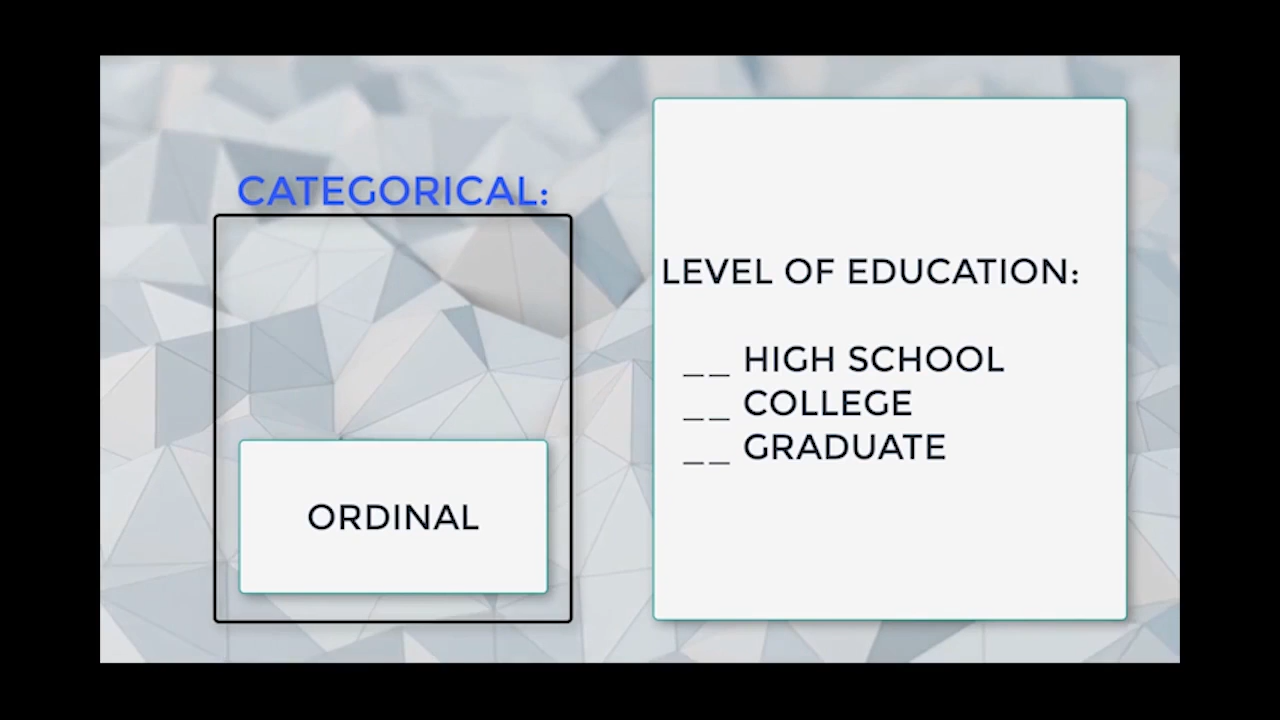 CATEGORICAL:
ORDINAL
LEVEL OF EDUCATION:
__ HIGH SCHOOL
__ COLLEGE
__ GRADUATE